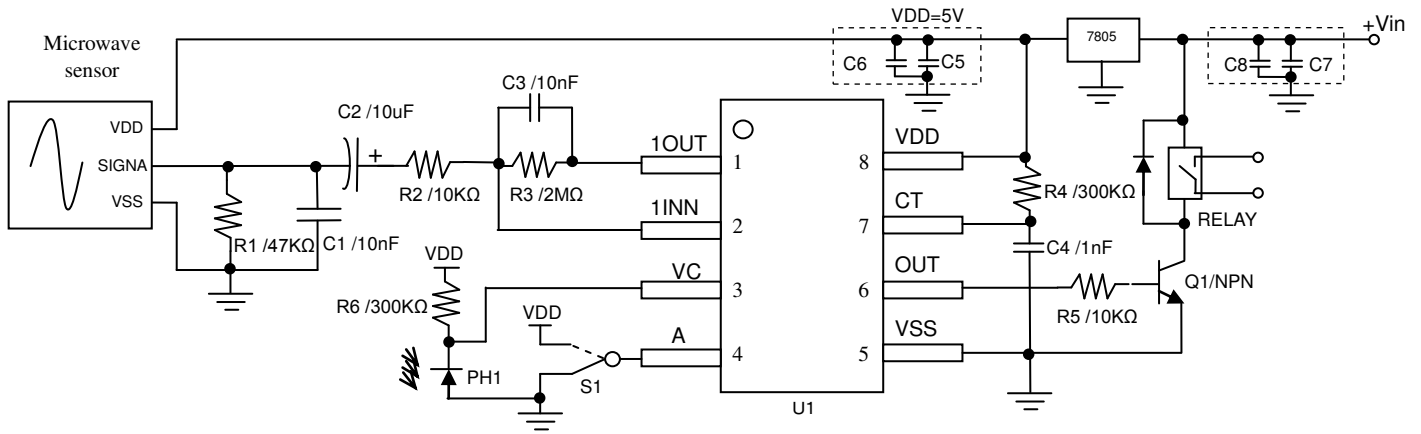 VDD=5V
+Vin
7805
Microwave
sensor
C6
C5
C8
C7
C3 /10nF
C2 /10uF
VDD
1OUT
VDD
+
SIGNA
1
8
R2 /10KΩ
R3 /2MΩ
R4 /300KΩ
VSS
1INN
CT
RELAY
2
7
R1 /47KΩ
C1 /10nF
C4 /1nF
VDD
VC
OUT
Q1/NPN
3
6
R6 /300KΩ
VDD
R5 /10KΩ
A
VSS
4
5
PH1
S1
U1